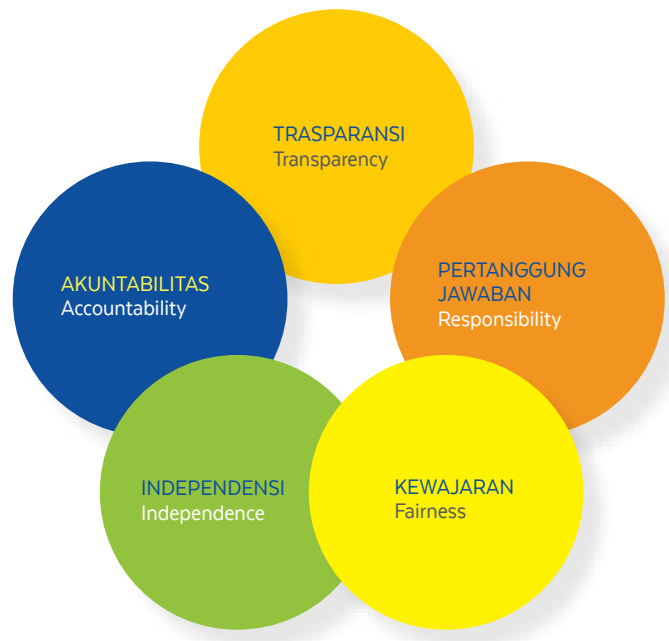 TRASPARANSI
Transparency
AKUNTABILITAS
Accountability
PERTANGGUNG
JAWABAN
Responsibility
INDEPENDENSI
Independence
KEWAJARAN
Fairness